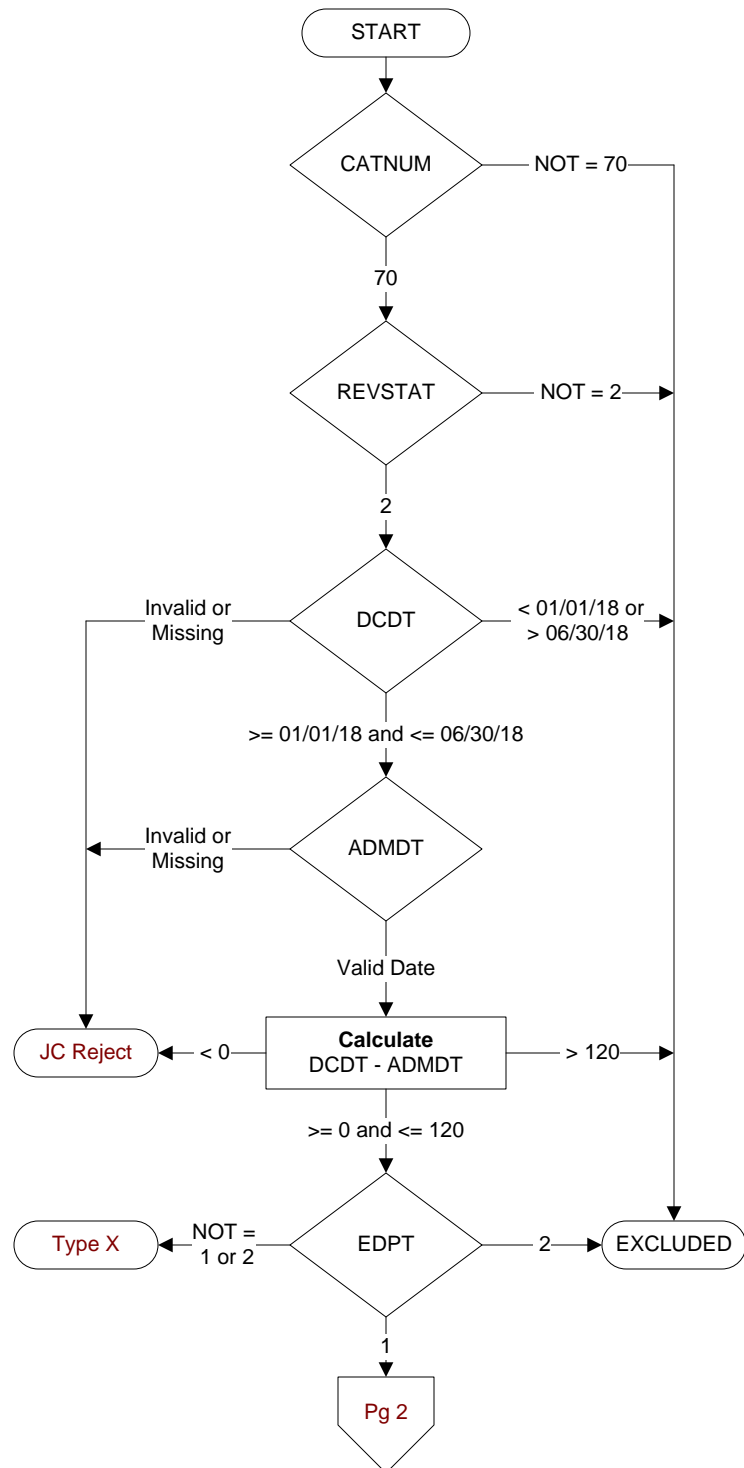 START
CATNUM
NOT = 70
70
REVSTAT
NOT = 2
2
Invalid or
Missing
DCDT
< 01/01/18 or
> 06/30/18
>= 01/01/18 and <= 06/30/18
Invalid or
Missing
ADMDT
Valid Date
JC Reject
< 0
Calculate
DCDT - ADMDT
> 120
>= 0 and <= 120
Type X
NOT =
1 or 2
EDPT
2
EXCLUDED
1
Pg 2